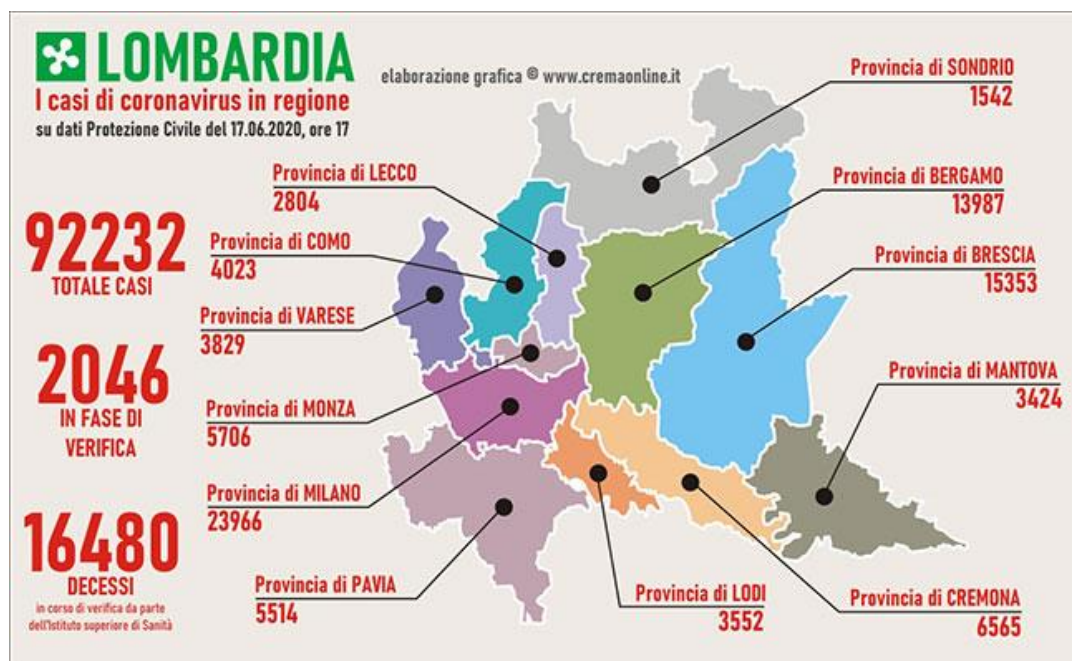 LOMBARDIA
I casi di coronavirus in regione
su dati Protezione Civile del 17.06.2020, ore 17
elaborazione grafica © www.cremaonline.it
92232
TOTALE CASI
2046
IN FASE DI
VERIFICA
16480
DECESSI
in corso di verifica da parte
dell'Istituto superiore di Sanità
Provincia di SONDRIO
1542
Provincia di LECCO
2804
Provincia di BERGAMO
13987
Provincia di COMO
4023
Provincia di BRESCIA
15353
Provincia di VARESE
3829
Provincia di MANTOVA
3424
Provincia di MONZA
5706
Provincia di MILANO
23966
Provincia di PAVIA
5514
Provincia di LODI
3552
Provincia di CREMONA
6565